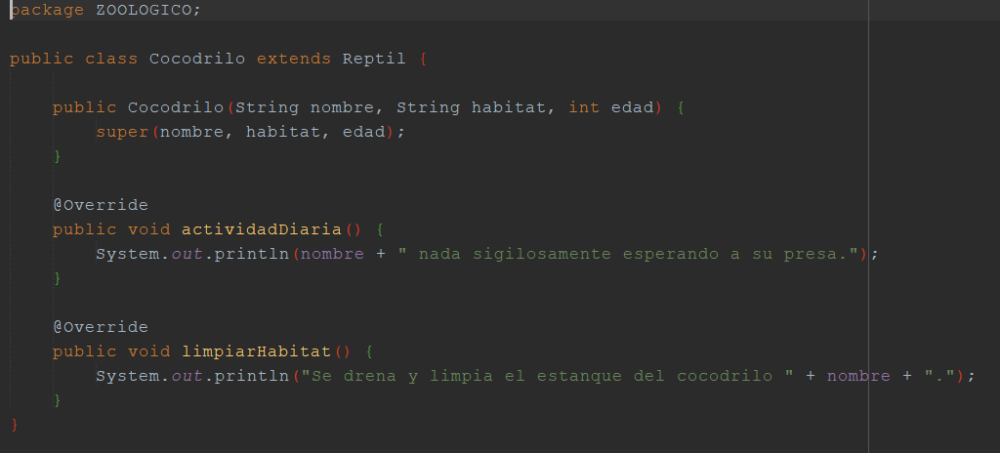 package ZOOLOGICO;
public class Cocodrilo extends Reptil {
public Cocodrilo(String nombre, String habitat, int edad) {
super(nombre, habitat, edad);
}
@Override
public void actividadDiaria() {
System.out.println(nombre + " nada sigilosamente esperando a su presa.");
}
@Override
public void limpiarHabitat() {
System.out.println("Se drena y limpia el estanque del cocodrilo " + nombre + ".");
}
}